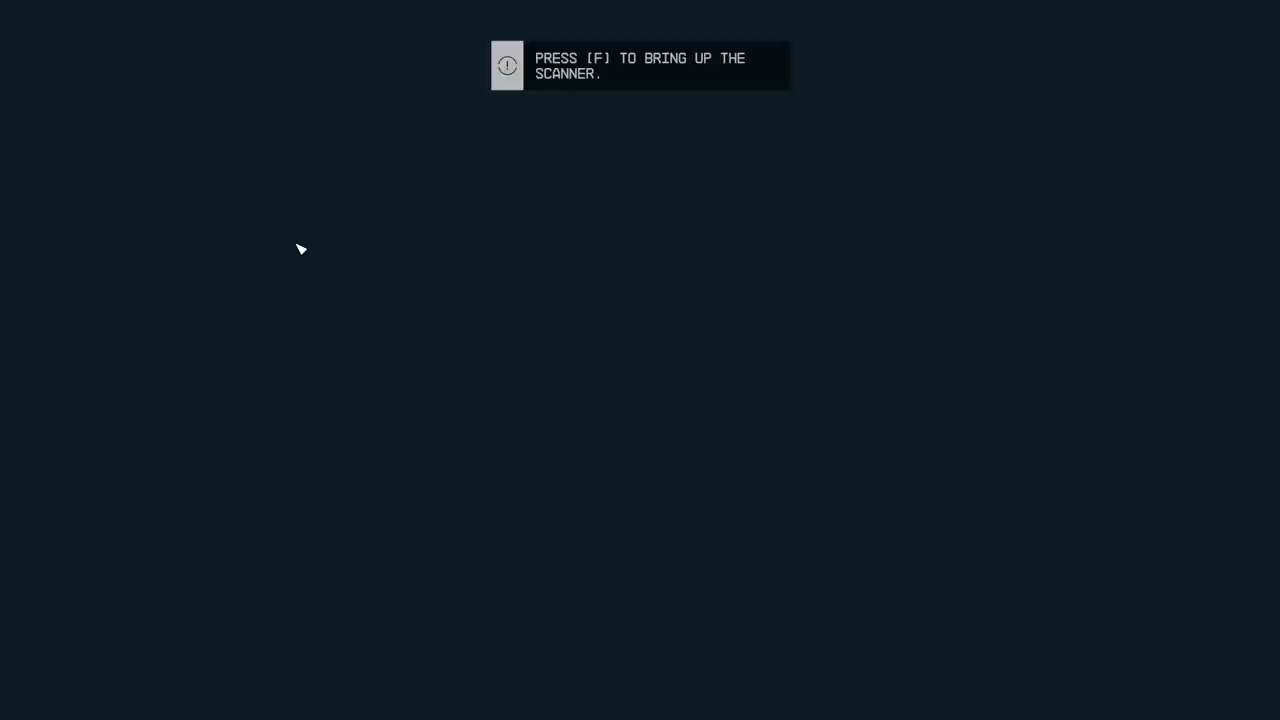 PRESS [F] TO BRING UP THE
SCANNER.